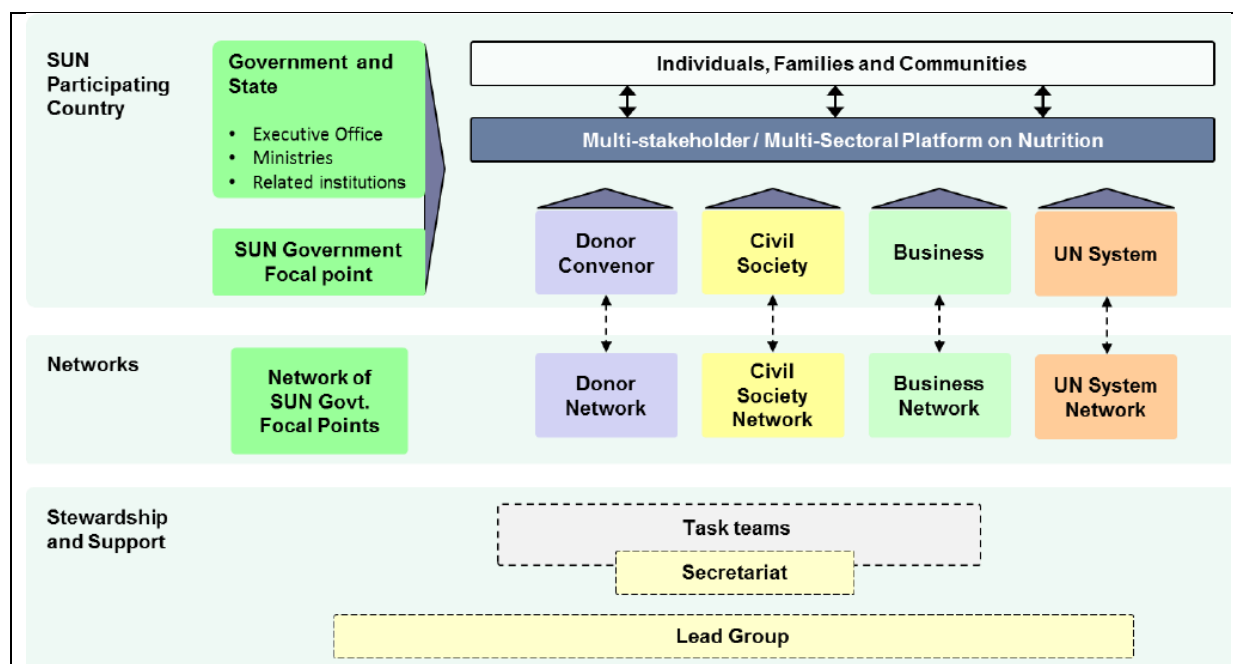 SUN
Participating
Country
Government and
State
• Executive Office
• Ministries
• Related institutions
SUN Government
Focal point
Individuals, Families and Communities
Multi-stakeholder / Multi-Sectoral Platform on Nutrition
Donor
Convenor
Civil
Society
Business
UN System
Networks
Network of
SUN Govt.
Focal Points
Donor
Network
Civil
Society
Network
Business
Network
UN System
Network
Stewardship
and Support
Task teams
Secretariat
Lead Group